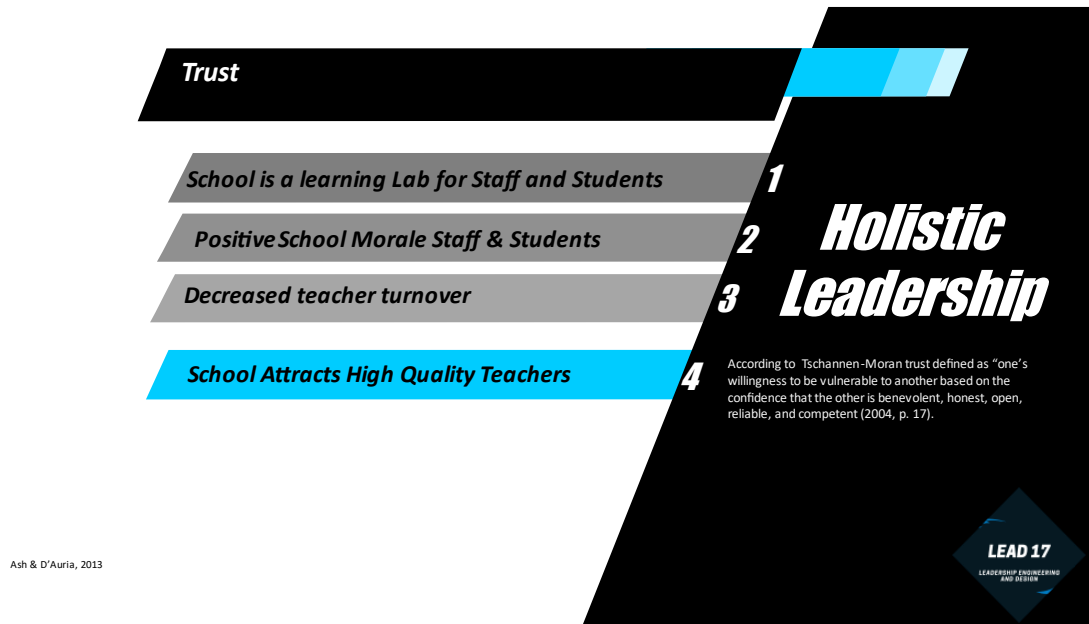 Trust
School is a learning Lab for Staff and Students
1
Positive School Morale Staff & Students
2
Decreased teacher turnover
3
School Attracts High Quality Teachers
4
Holistic
Leadership
According to Tschannen-Moran trust defined as “one’s
willingness to be vulnerable to another based on the
confidence that the other is benevolent, honest, open,
reliable, and competent (2004, p. 17).
LEAD 17
LEADERSHIP ENGINEERING
AND DESIGN
Ash & D’Auria, 2013